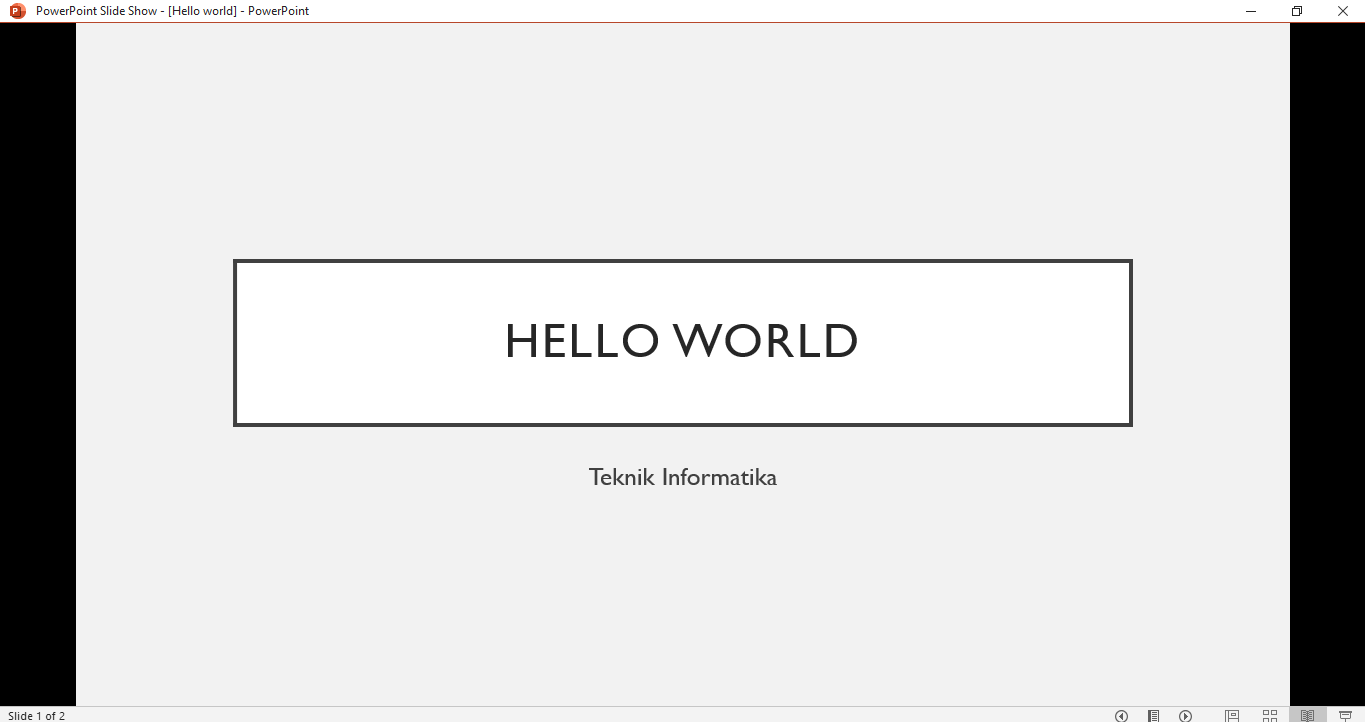 PowerPoint Slide Show - [Hello world] - PowerPoint
HELLO WORLD
Teknik Informatika
Slide 1 of 2